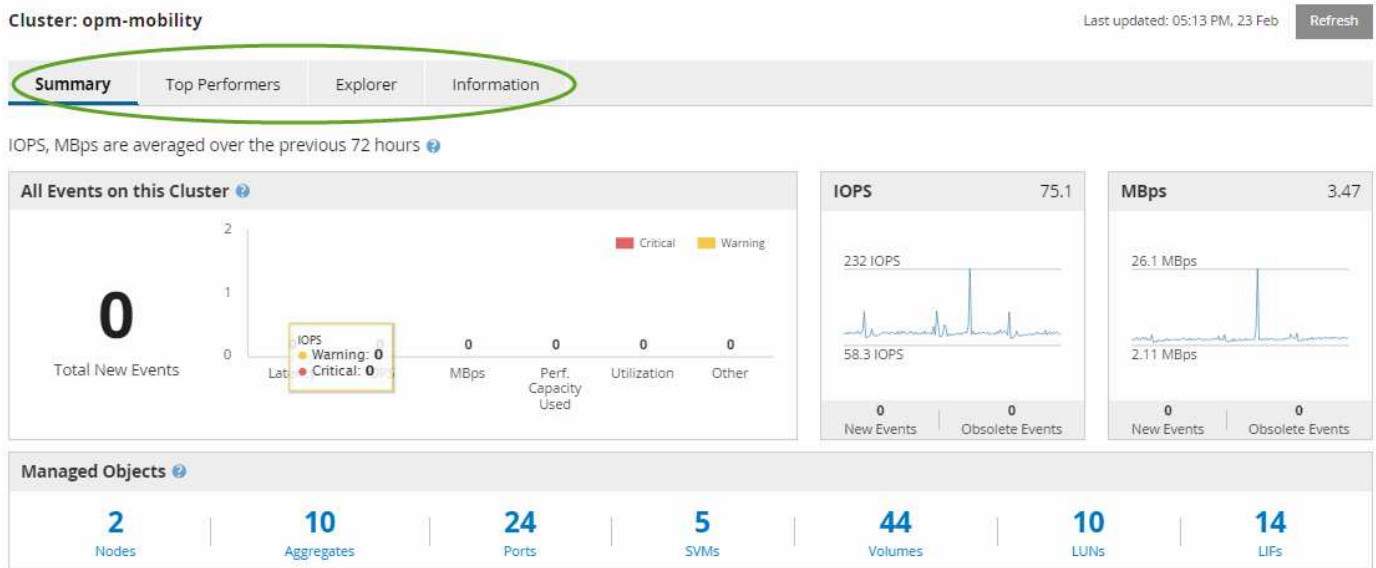 Cluster: opm-mobility
Last updated: 05:13 PM, 23 Feb
Refresh
Summary
Top Performers
Explorer
Information
IOPS, MBps are averaged over the previous 72 hours ?
All Events on this Cluster ?
0
Total New Events
2
1
0
Critical
Warning
IOPS
Warning: 0
Critical: 0
0
0
0
0
MBps
Perf.
Capacity
Used
Utilization
Other
IOPS
75.1
232 IOPS
58.3 IOPS
0
New Events
0
Obsolete Events
MBps
3.47
26.1 MBps
2.11 MBps
0
New Events
0
Obsolete Events
Managed Objects ?
2
Nodes
10
Aggregates
24
Ports
5
SVMs
44
Volumes
10
LUNs
14
LIFs